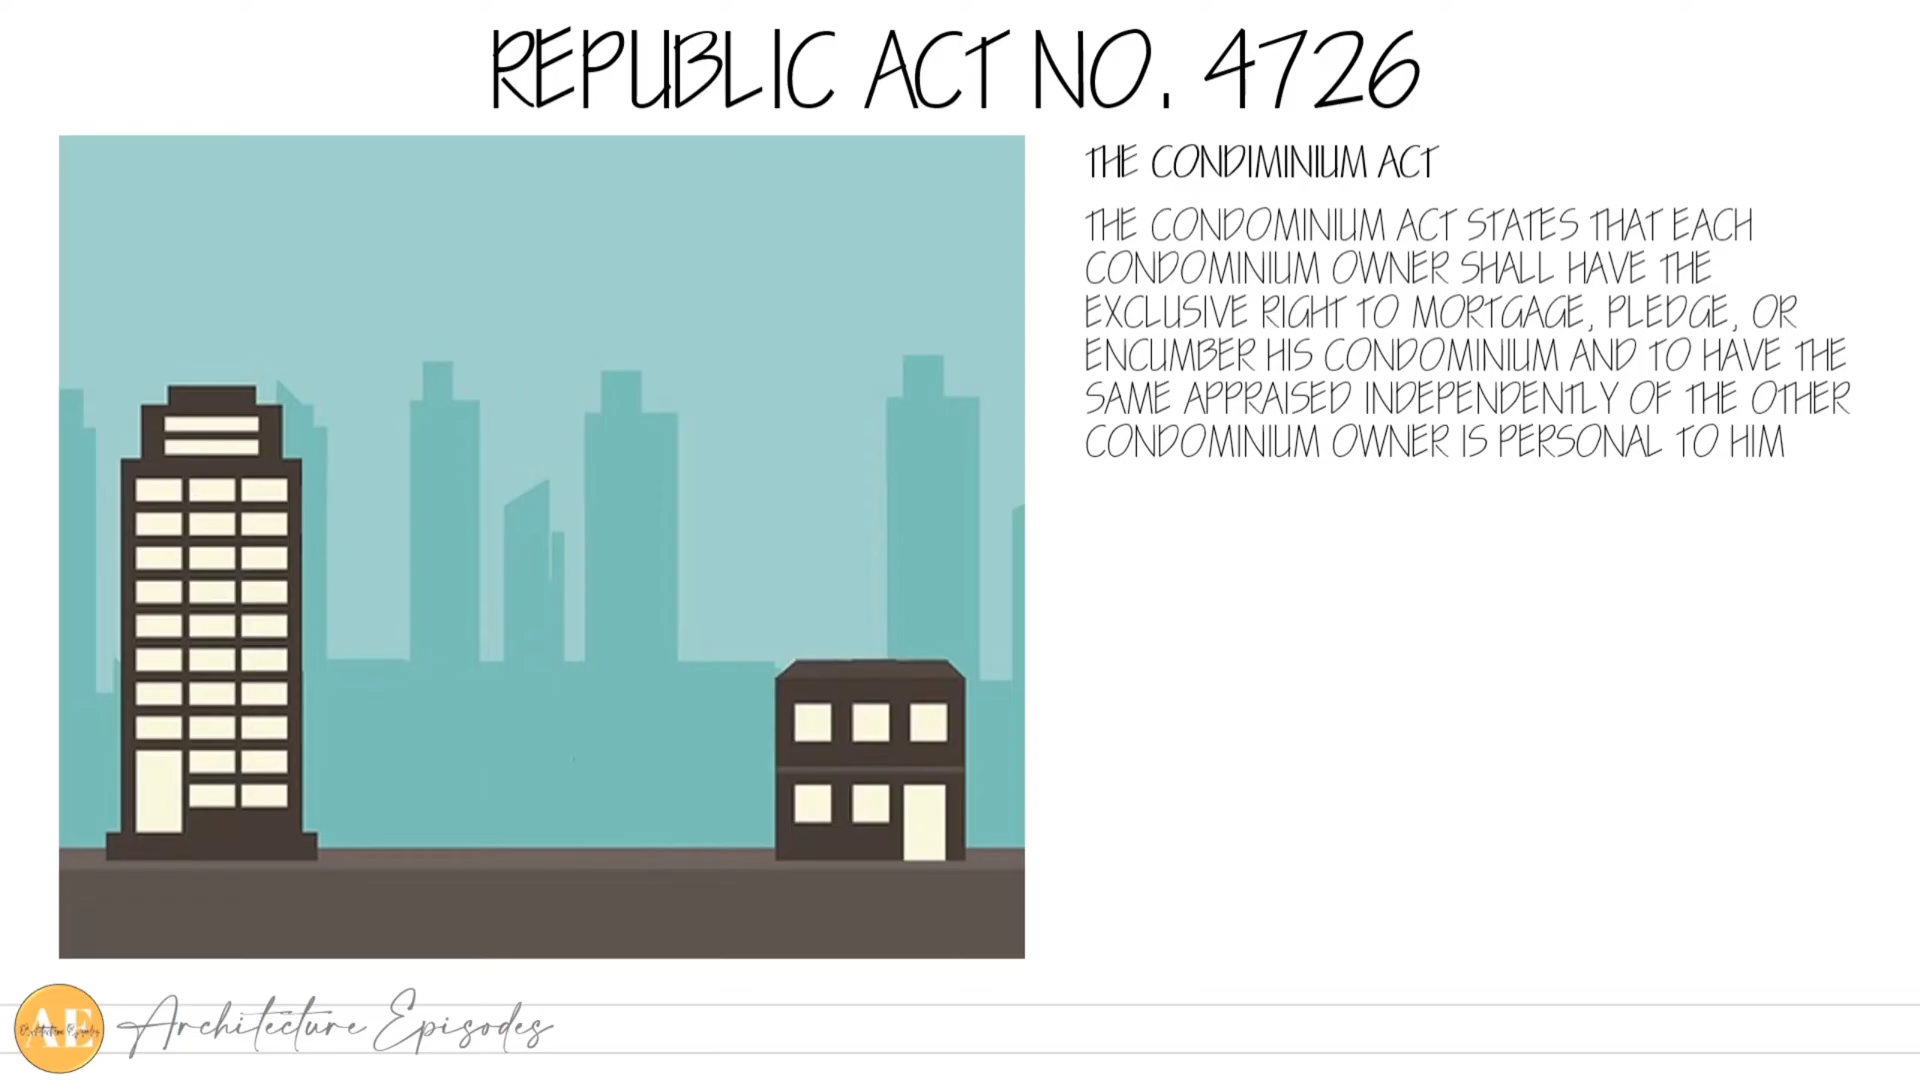 REPUBLIC ACT NO. 4726
THE CONDIMINIUM ACT
THE CONDOMINIUM ACT STATES THAT EACH
CONDOMINIUM OWNER SHALL HAVE THE
EXCLUSIVE RIGHT TO MORTGAGE, PLEDGE, OR
ENCUMBER HIS CONDOMINIUM AND TO HAVE THE
SAME APPRAISED INDEPENDENTLY OF THE OTHER
CONDOMINIUM OWNER IS PERSONAL TO HIM
AE
Architecture Episodes
Architecture Episodes